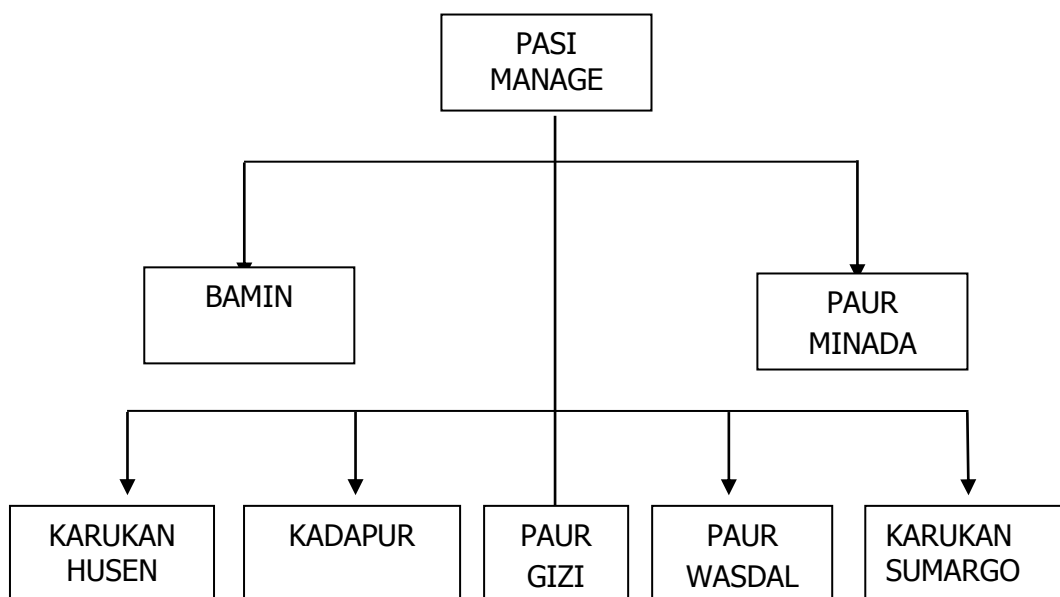 PASI
MANAGE
BAMIN
PAUR
MINADA
KARUKAN
HUSEN
KADAPUR
PAUR
GIZI
PAUR
WASDAL
KARUKAN
SUMARGO